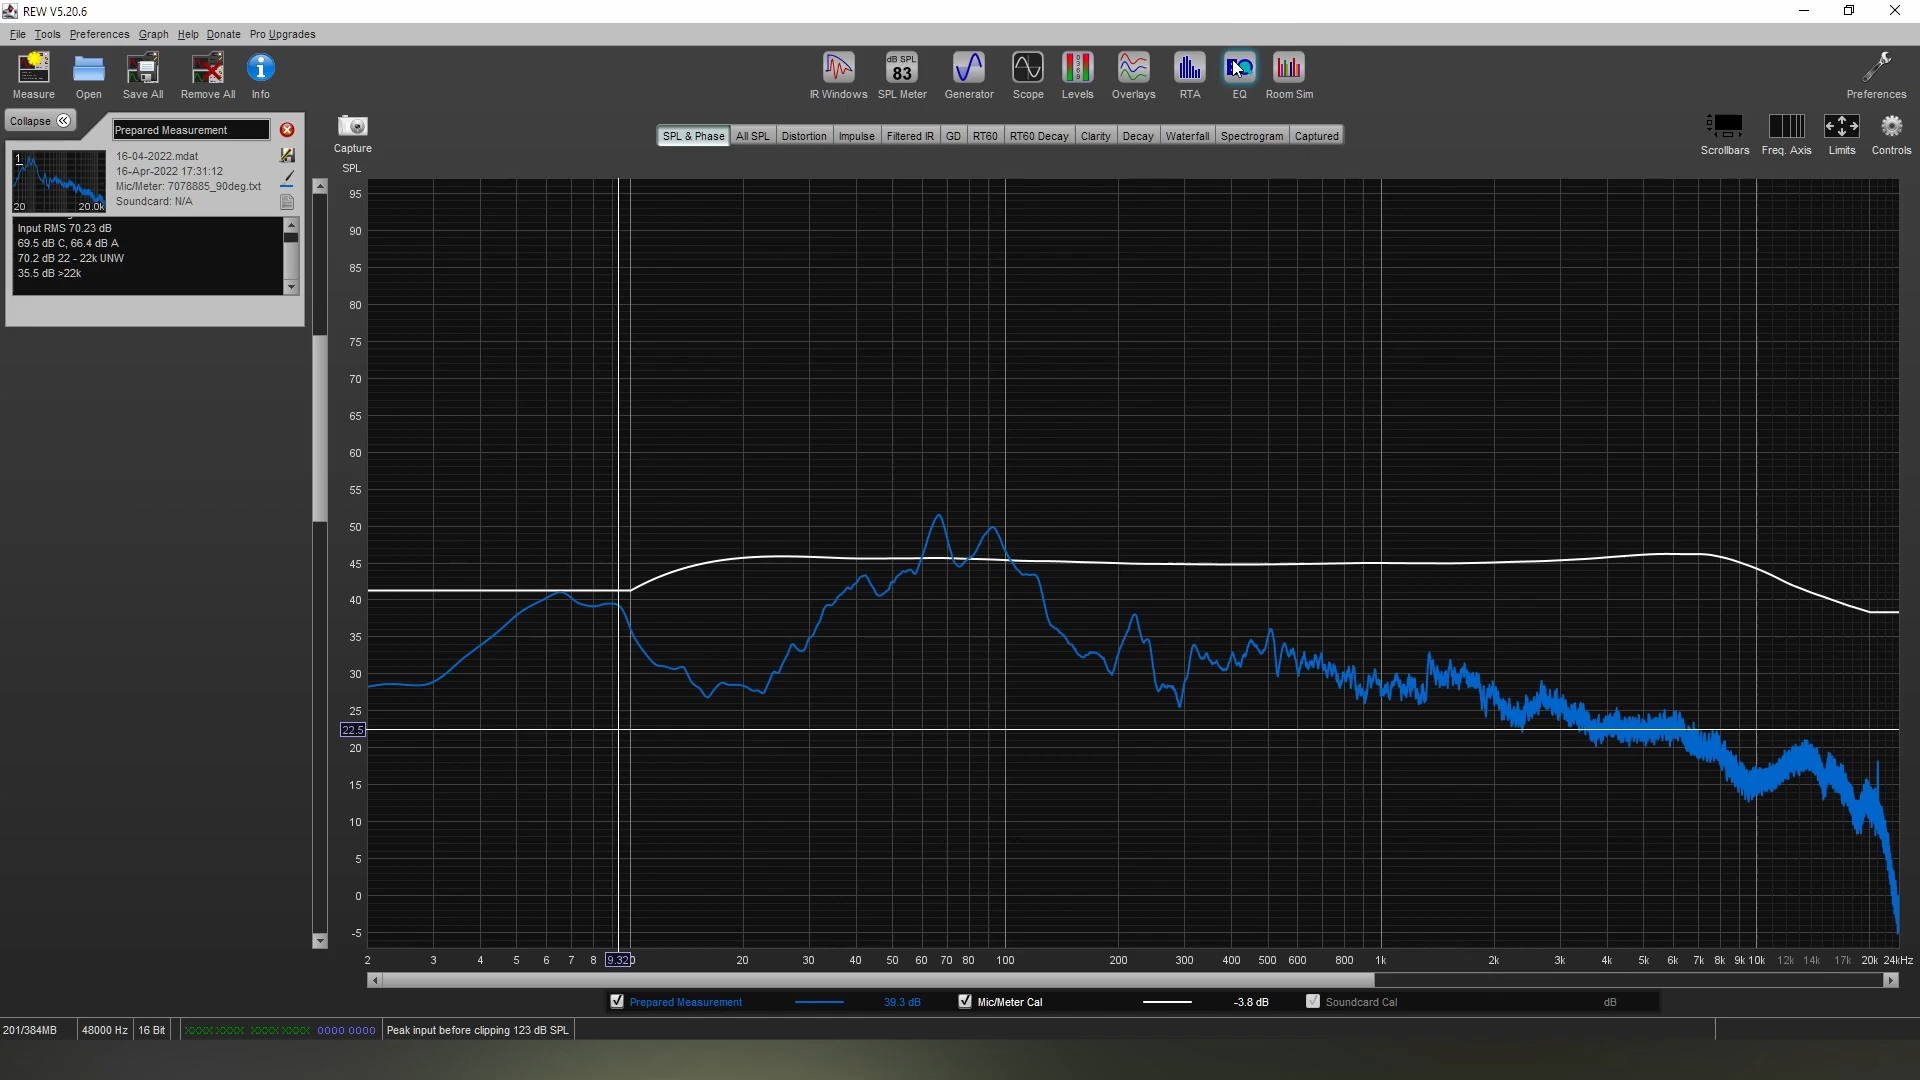 REW V5.20.6
File Tools Preferences Graph Help Donate Pro Upgrades
Measure Open Save All Remove All Info
IR Windows dB SPL 83 SPL Meter Generator Scope Levels Overlays RTA EQ Room Sim
Preferences
Collapse
Prepared Measurement
1
20 20.0k
16-04-2022.mdat
16-Apr-2022 17:31:12
Mic/Meter: 7078885_90deg.txt
Soundcard: N/A
Input RMS 70.23 dB
69.5 dB C, 66.4 dB A
70.2 dB 22 - 22k UNW
35.5 dB >22k
Capture
SPL & Phase All SPL Distortion Impulse Filtered IR GD RT60 RT60 Decay Clarity Decay Waterfall Spectrogram Captured
Scrollbars Freq. Axis Limits Controls
SPL
95
90
85
80
75
70
65
60
55
50
45
40
35
30
25
22.5
20
15
10
5
0
-5
2 3 4 5 6 7 8 9.32 20 30 40 50 60 70 80 100 200 300 400 500 600 800 1k 2k 3k 4k 5k 6k 7k 8k 9k 10k 12k 14k 17k 20k 24kHz
Prepared Measurement 39.3 dB Mic/Meter Cal -3.8 dB Soundcard Cal dB
201/384MB 48000 Hz 16 Bit XXXX XXXX XXXX XXXX 0000 0000 Peak input before clipping 123 dB SPL